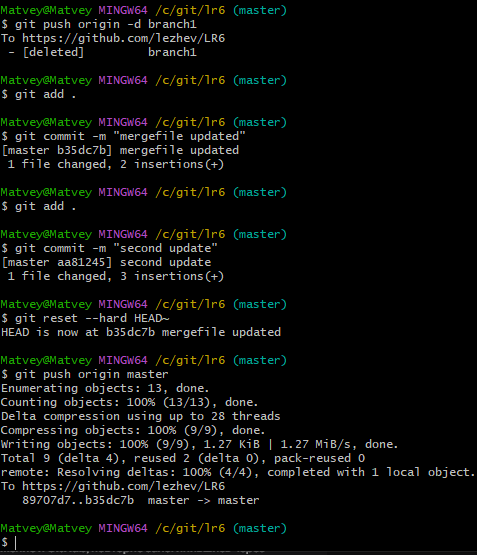 Matvey@Matvey MINGW64 /c/git/lr6 (master)
$ git push origin -d branch1
To https://github.com/lezhev/LR6
 - [deleted]         branch1
Matvey@Matvey MINGW64 /c/git/lr6 (master)
$ git add .
Matvey@Matvey MINGW64 /c/git/lr6 (master)
$ git commit -m "mergefile updated"
[master b35dc7b] mergefile updated
 1 file changed, 2 insertions(+)
Matvey@Matvey MINGW64 /c/git/lr6 (master)
$ git add .
Matvey@Matvey MINGW64 /c/git/lr6 (master)
$ git commit -m "second update"
[master aa81245] second update
 1 file changed, 3 insertions(+)
Matvey@Matvey MINGW64 /c/git/lr6 (master)
$ git reset --hard HEAD~
HEAD is now at b35dc7b mergefile updated
Matvey@Matvey MINGW64 /c/git/lr6 (master)
$ git push origin master
Enumerating objects: 13, done.
Counting objects: 100% (13/13), done.
Delta compression using up to 28 threads
Compressing objects: 100% (9/9), done.
Writing objects: 100% (9/9), 1.27 KiB | 1.27 MiB/s, done.
Total 9 (delta 4), reused 2 (delta 0), pack-reused 0
remote: Resolving deltas: 100% (4/4), completed with 1 local object.
To https://github.com/lezhev/LR6
   89707d7..b35dc7b  master -> master
Matvey@Matvey MINGW64 /c/git/lr6 (master)
$